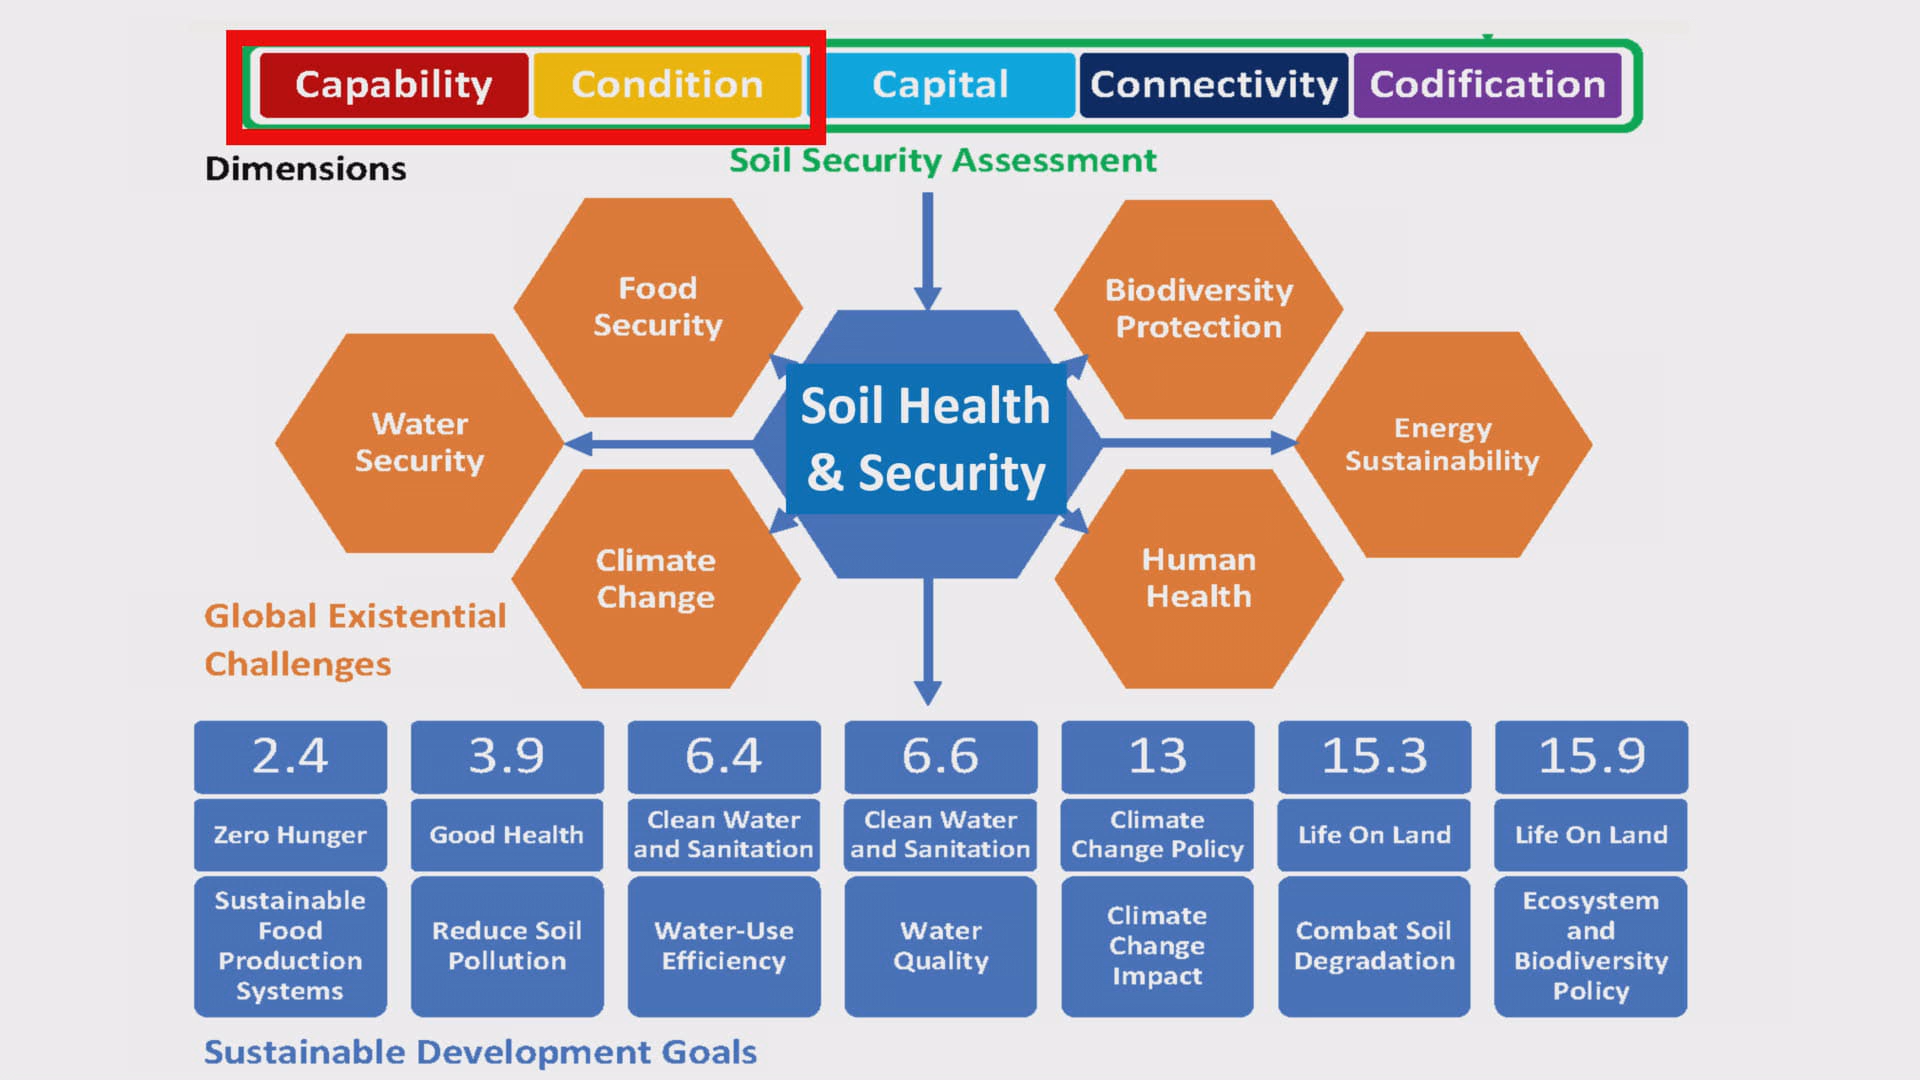 Capability
Condition
Capital
Connectivity
Codification
Dimensions
Soil Security Assessment
Food
Security
Biodiversity
Protection
Water
Security
Soil Health
& Security
Energy
Sustainability
Climate
Change
Human
Health
Global Existential
Challenges
2.4
3.9
6.4
6.6
13
15.3
15.9
Zero Hunger
Good Health
Clean Water
and Sanitation
Clean Water
and Sanitation
Climate
Change Policy
Life On Land
Life On Land
Sustainable
Food
Production
Systems
Reduce Soil
Pollution
Water-Use
Efficiency
Water
Quality
Climate
Change
Impact
Combat Soil
Degradation
Ecosystem
and
Biodiversity
Policy
Sustainable Development Goals